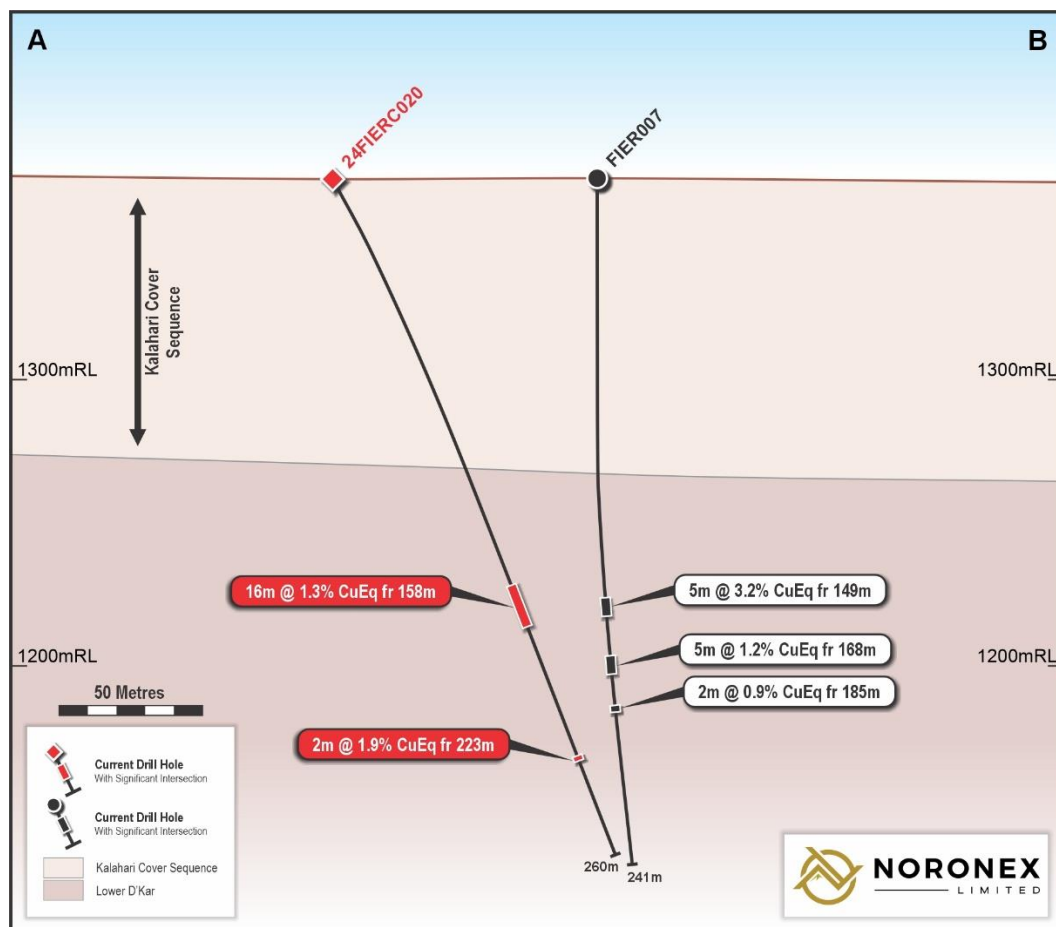 A
B
24FIERC020
FIER007
Kalahari Cover
Sequence
1300mRL
1300mRL
16m @ 1.3% CuEq fr 158m
5m @ 3.2% CuEq fr 149m
5m @ 1.2% CuEq fr 168m
1200mRL
1200mRL
2m @ 0.9% CuEq fr 185m
50 Metres
2m @ 1.9% CuEq fr 223m
Current Drill Hole
With Significant Intersection
Current Drill Hole
With Significant Intersection
Kalahari Cover Sequence
Lower D'Kar
260m
241m
NORONEX
LIMITED